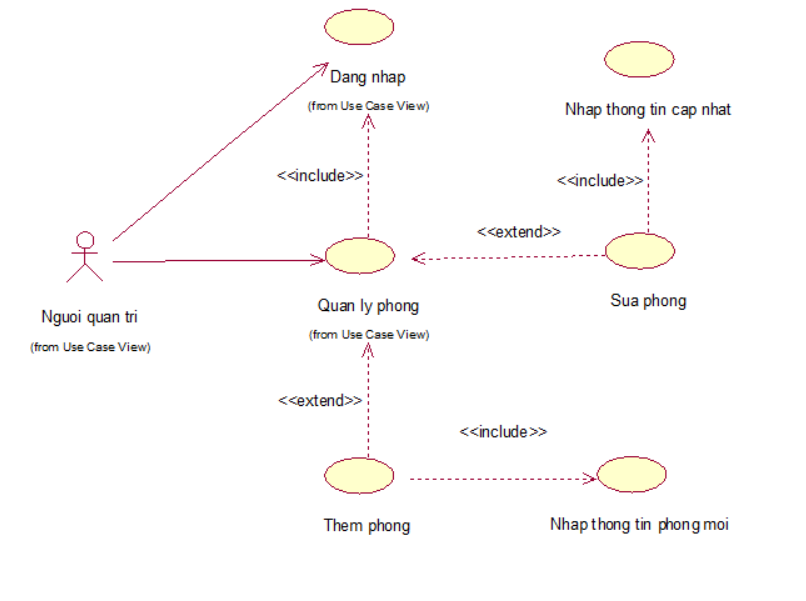 Dang nhap
(from Use Case View)
Nhap thong tin cap nhat
<<include>>
<<include>>
<<extend>>
Nguoi quan tri
(from Use Case View)
Quan ly phong
(from Use Case View)
Sua phong
<<extend>>
<<include>>
Them phong
Nhap thong tin phong moi